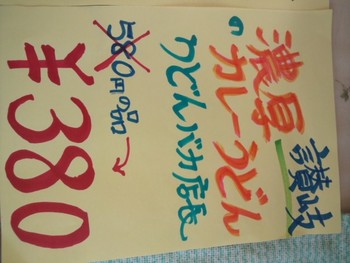 讃岐
濃厚
のカレーうどん
うどんバカ店長
580円の品→
¥380